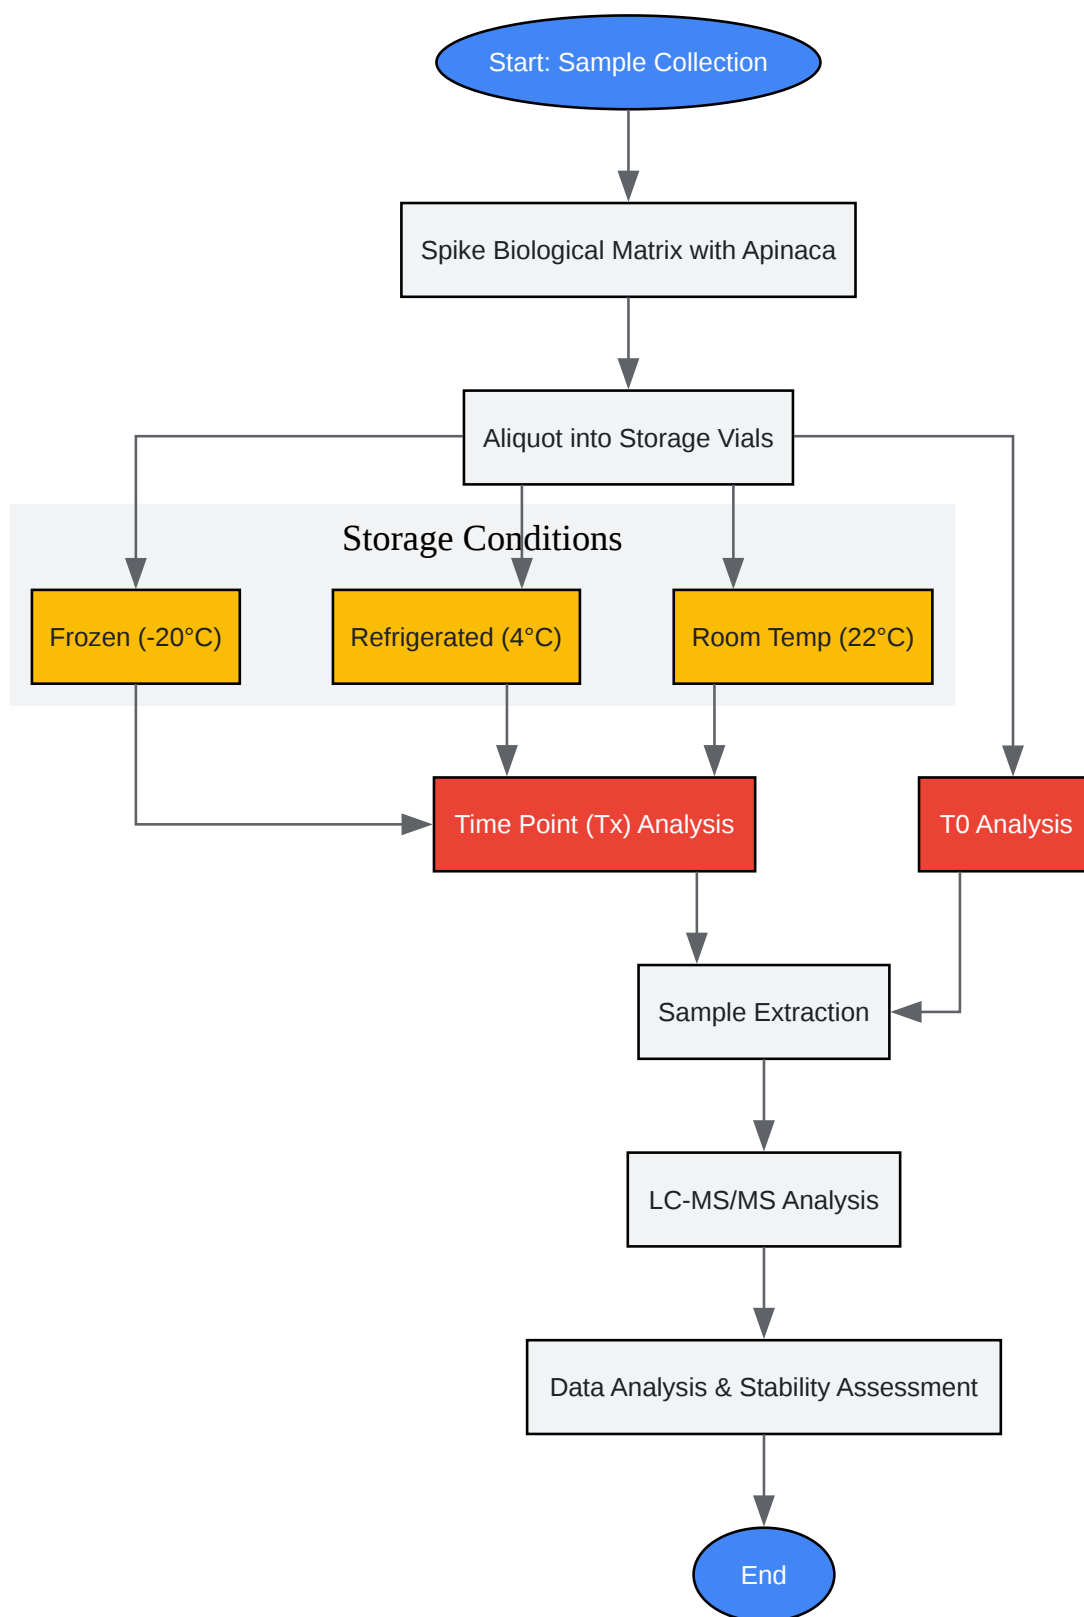 Start: Sample Collection
Spike Biological Matrix with Apinaca
Aliquot into Storage Vials
Storage Conditions
Frozen (-20°C)
Refrigerated (4°C)
Room Temp (22°C)
Time Point (Tx) Analysis
T0 Analysis
Sample Extraction
LC-MS/MS Analysis
Data Analysis & Stability Assessment
End